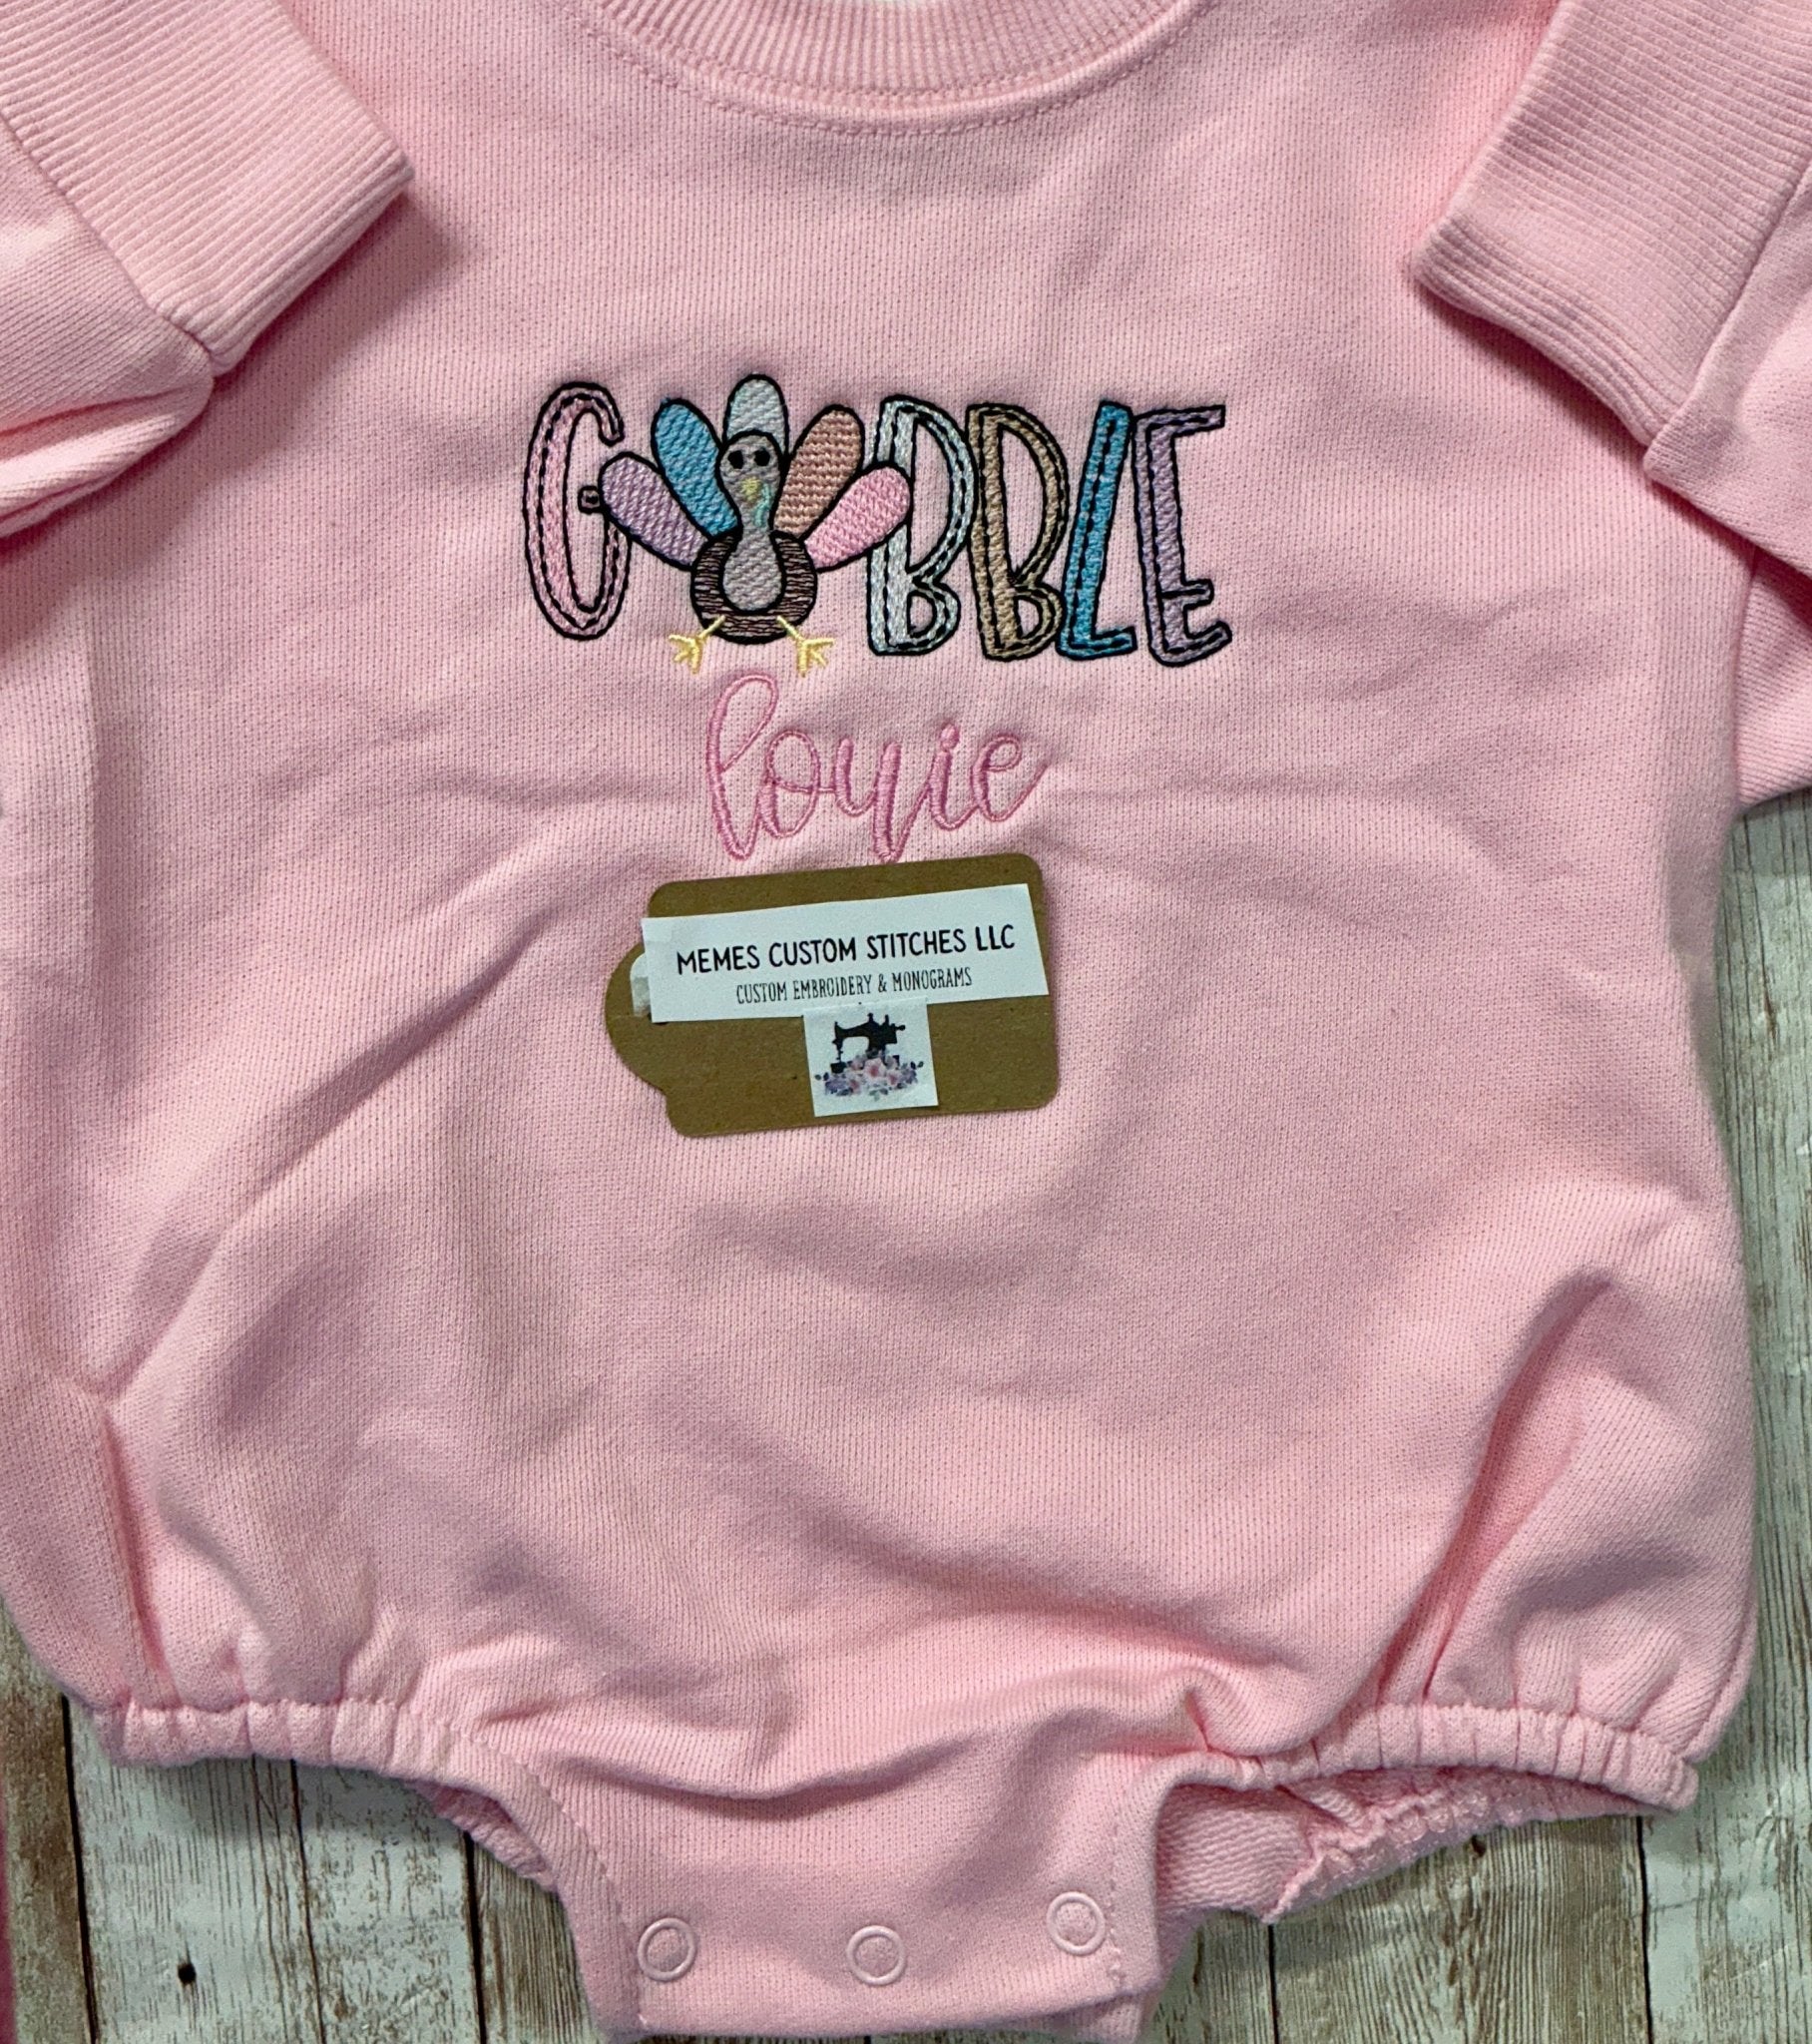 GOBBLE
louie
MEMES CUSTOM STITCHES LLC
CUSTOM EMBROIDERY & MONOGRAMS